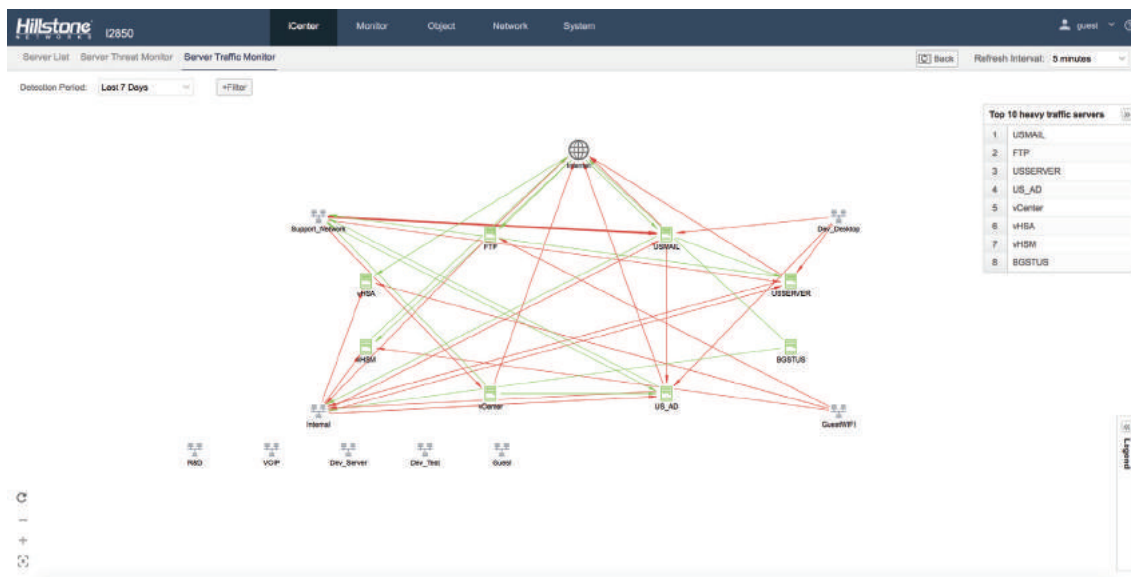 Hillstone
NETWORKS
I2850
iCenter
Monitor
Object
Network
System
guest
Server List
Server Threat Monitor
Server Traffic Monitor
Back
Refresh Interval: 5 minutes
Detection Period: Last 7 Days
+Filter
Top 10 heavy traffic servers
1 USMAIL
2 FTP
3 USSERVER
4 US_AD
5 vCenter
6 vHSA
7 vHSM
8 BGSTUS
Internet
Support_Network
Dev_Desktop
FTP
USMAIL
vHSA
USSERVER
vHSM
BGSTUS
vCenter
US_AD
Internal
GuestWIFI
R&D
VOIP
Dev_Server
Dev_Test
Guest
Legend